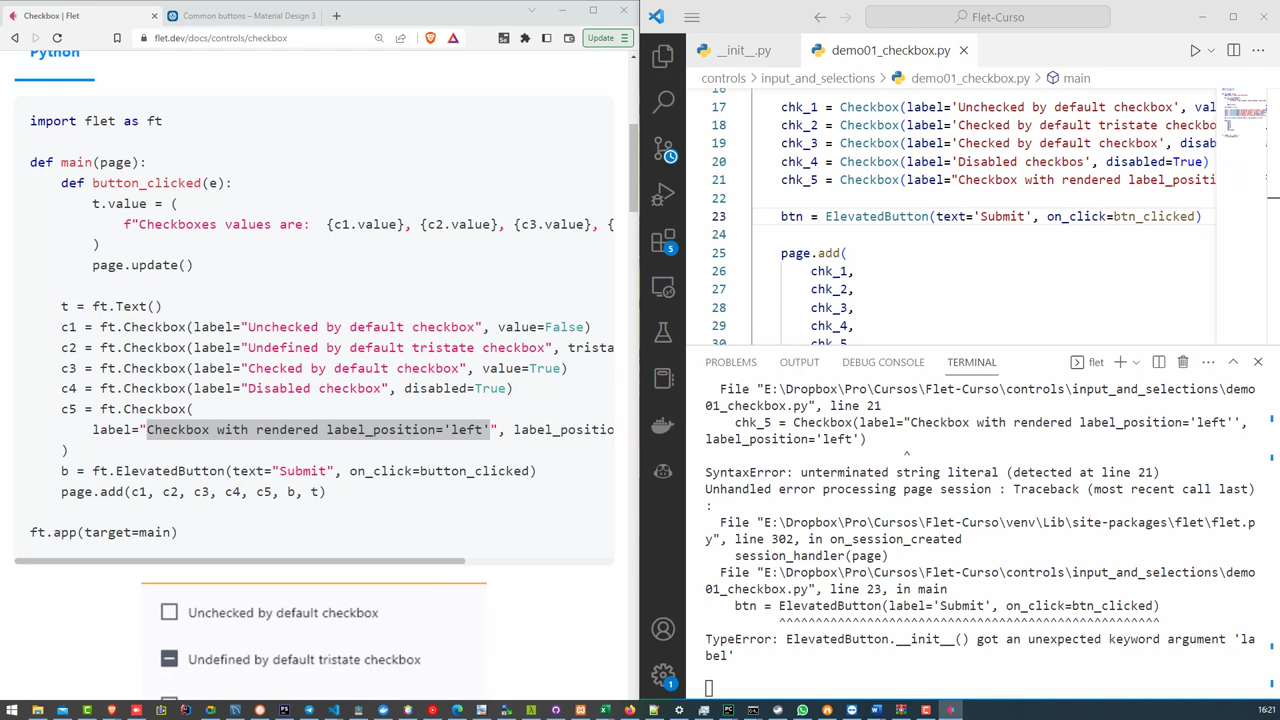 Checkbox | Flet
Common buttons – Material Design 3
flet.dev/docs/controls/checkbox
Update
Python
import flet as ft
def main(page):
def button_clicked(e):
t.value = (
f"Checkboxes values are:  {c1.value}, {c2.value}, {c3.value}, {
)
page.update()
t = ft.Text()
c1 = ft.Checkbox(label="Unchecked by default checkbox", value=False)
c2 = ft.Checkbox(label="Undefined by default tristate checkbox", trista
c3 = ft.Checkbox(label="Checked by default checkbox", value=True)
c4 = ft.Checkbox(label="Disabled checkbox", disabled=True)
c5 = ft.Checkbox(
label="Checkbox with rendered label_position='left'", label_positio
)
b = ft.ElevatedButton(text="Submit", on_click=button_clicked)
page.add(c1, c2, c3, c4, c5, b, t)
ft.app(target=main)
Unchecked by default checkbox
Undefined by default tristate checkbox
Flet-Curso
__init__.py
demo01_checkbox.py
controls > input_and_selections > demo01_checkbox.py > main
17 chk_1 = Checkbox(label='Unchecked by default checkbox', val
18 chk_2 = Checkbox(label='Checked by default tristate checkbo
19 chk_3 = Checkbox(label='Checked by default checkbox', value
20 chk_4 = Checkbox(label='Disabled checkbos', disabled=True)
21 chk_5 = Checkbox(label="Checkbox with rendered label_positi
22
23 btn = ElevatedButton(text='Submit', on_click=btn_clicked)
24
25 page.add(
26 chk_1,
27 chk_2,
28 chk_3,
29 chk_4,
30 chk_5
PROBLEMS
OUTPUT
DEBUG CONSOLE
TERMINAL
flet
File "E:\Dropbox\Pro\Cursos\Flet-Curso\controls\input_and_selections\demo
01_checkbox.py", line 21
chk_5 = Checkbox(label="Checkbox with rendered label_position='left'',
label_position='left')
^
SyntaxError: unterminated string literal (detected at line 21)
Unhandled error processing page session : Traceback (most recent call last)
:
File "E:\Dropbox\Pro\Cursos\Flet-Curso\venv\Lib\site-packages\flet\flet.p
y", line 302, in on_session_created
session_handler(page)
File "E:\Dropbox\Pro\Cursos\Flet-Curso\controls\input_and_selections\demo
01_checkbox.py", line 23, in main
btn = ElevatedButton(label='Submit', on_click=btn_clicked)
^^^^^^^^^^^^^^^^^^^^^^^^^^^^^^^^^^^^^^^^^^^^^^^^^^^^
TypeError: ElevatedButton.__init__() got an unexpected keyword argument 'la
bel'
5
1
16:21